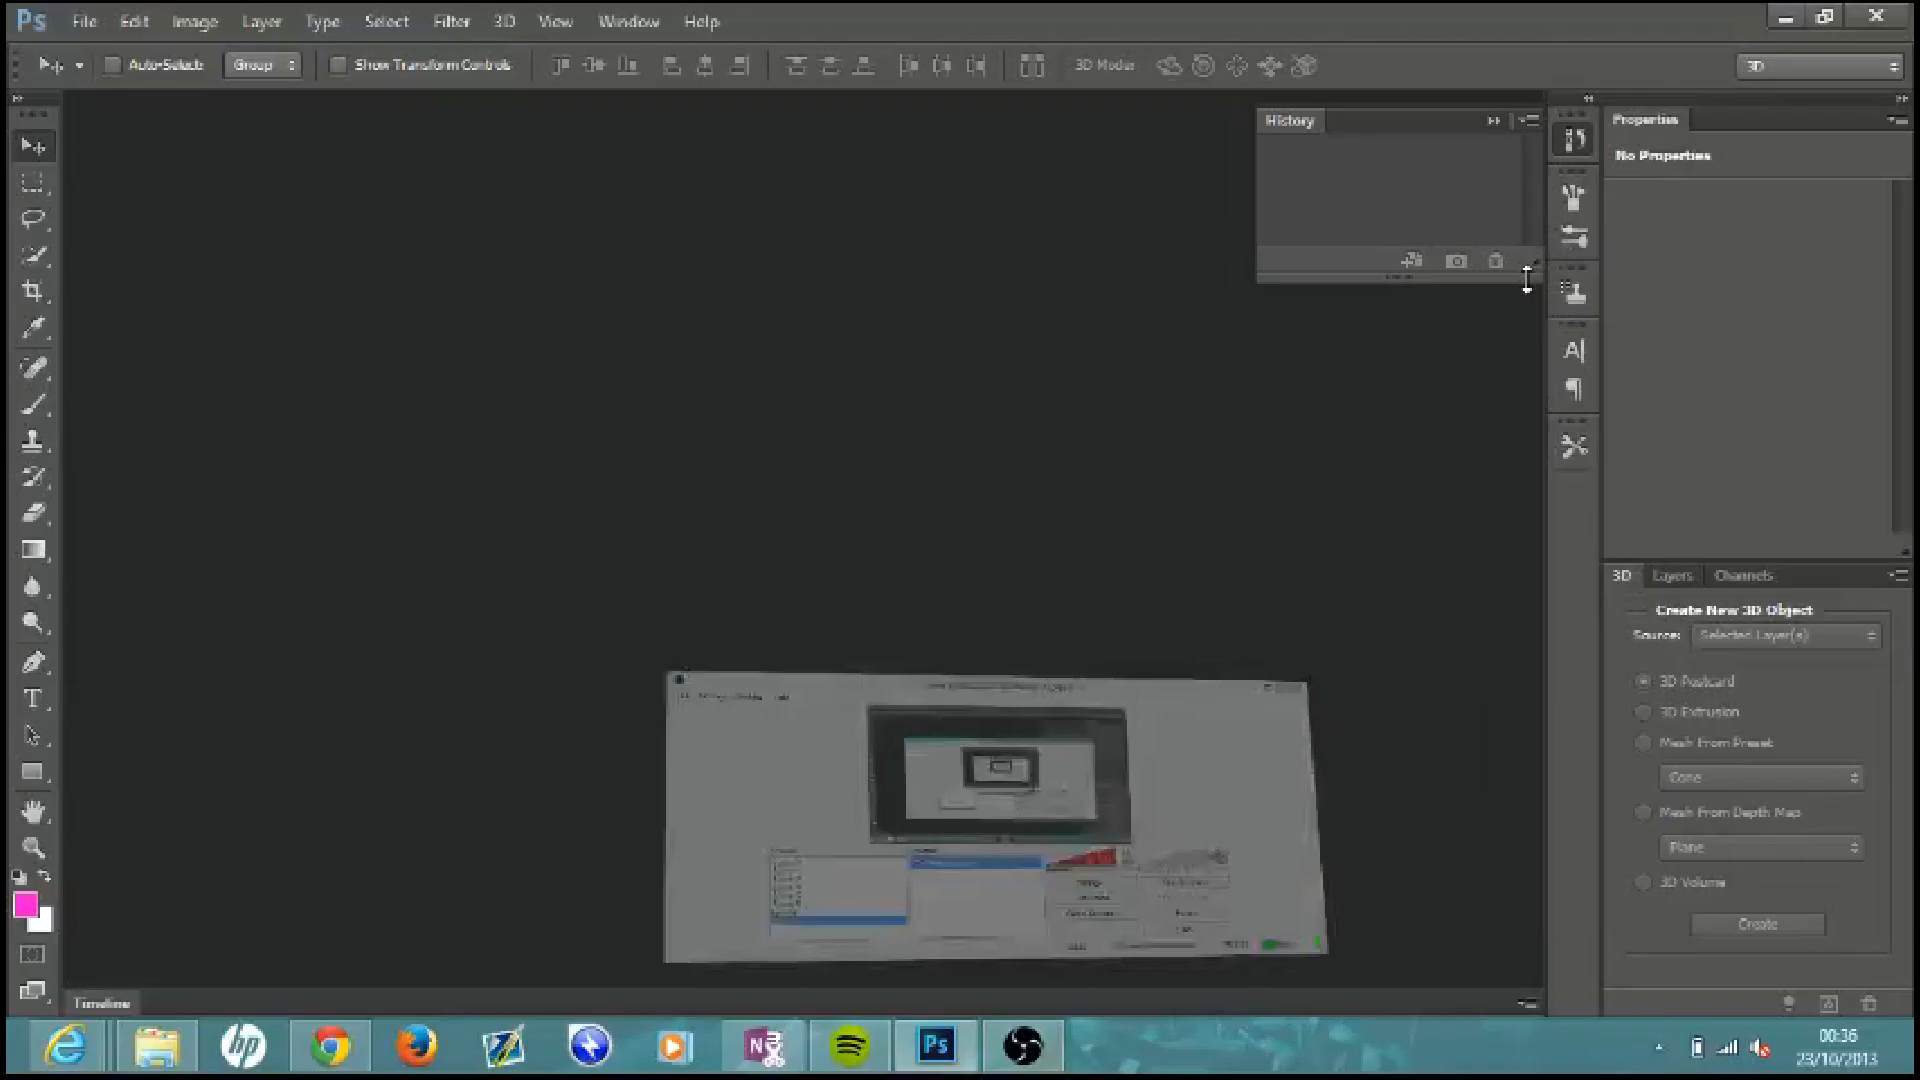 Ps File Edit Image Layer Type Select Filter 3D View Window Help
Auto-Select: Group Show Transform Controls 3D Mode: 3D
History
Properties
No Properties
3D Layers Channels
Create New 3D Object
Source: Selected Layer(s)
3D Postcard
3D Extrusion
Mesh From Preset
Cone
Mesh From Depth Map
Plane
3D Volume
Create
Timeline
hp
N
Ps
00:36
23/10/2013